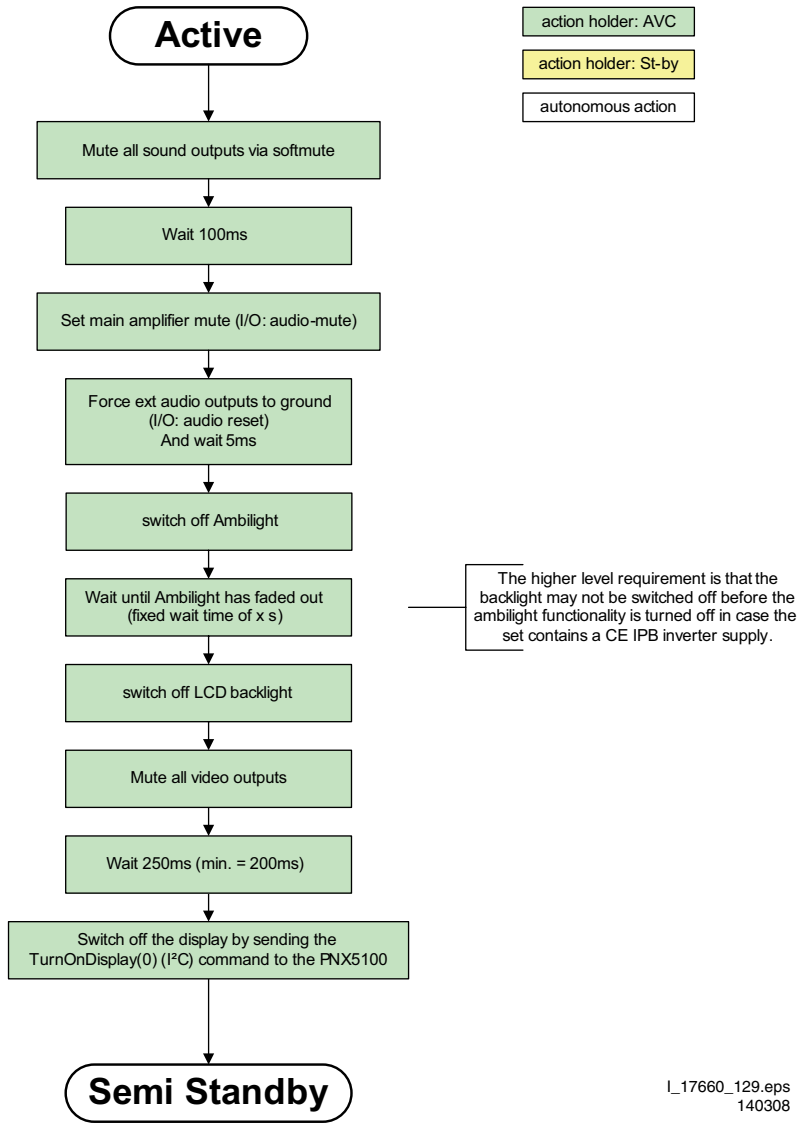 Active
action holder: AVC
action holder: St-by
autonomous action
Mute all sound outputs via softmute
Wait 100ms
Set main amplifier mute (I/O: audio-mute)
Force ext audio outputs to ground
(I/O: audio reset)
And wait 5ms
switch off Ambilight
Wait until Ambilight has faded out
(fixed wait time of x s)
The higher level requirement is that the
backlight may not be switched off before the
ambilight functionality is turned off in case the
set contains a CE IPB inverter supply.
switch off LCD backlight
Mute all video outputs
Wait 250ms (min. = 200ms)
Switch off the display by sending the
TurnOnDisplay(0) (I²C) command to the PNX5100
Semi Standby
I_17660_129.eps
140308